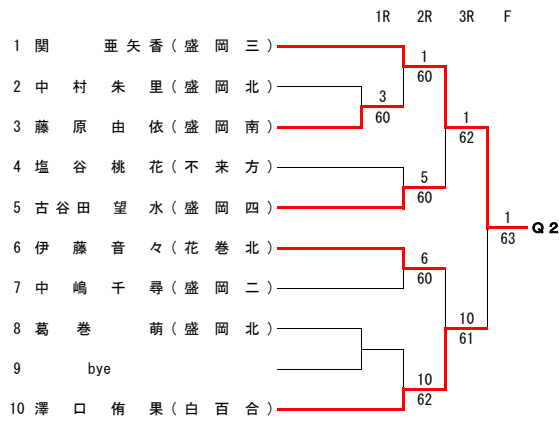 1R 2R 3R F
1 関 亜矢香(盛岡三)
1
60
2 中村朱里(盛岡北)
3
60
3 藤原由依(盛岡南)
1
62
4 塩谷桃花(不来方)
5
60
5 古谷田望水(盛岡四)
1
63
Q2
6 伊藤音々(花巻北)
6
60
7 中嶋千尋(盛岡二)
10
61
8 葛巻 萌(盛岡北)
9 bye
10
62
10 澤口侑果(白百合)